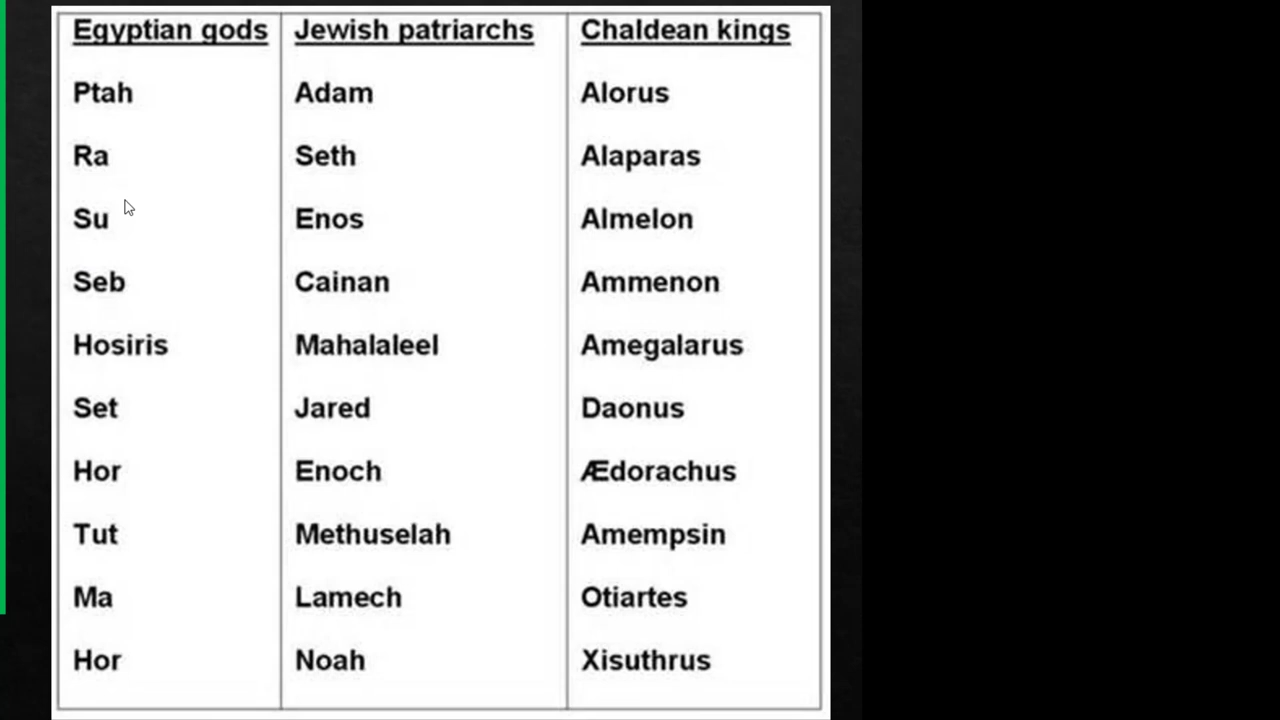 Egyptian gods Jewish patriarchs Chaldean kings
Ptah Adam Alorus
Ra Seth Alaparas
Su Enos Almelon
Seb Cainan Ammenon
Hosiris Mahalaleel Amegalarus
Set Jared Daonus
Hor Enoch Ædorachus
Tut Methuselah Amempsin
Ma Lamech Otiartes
Hor Noah Xisuthrus